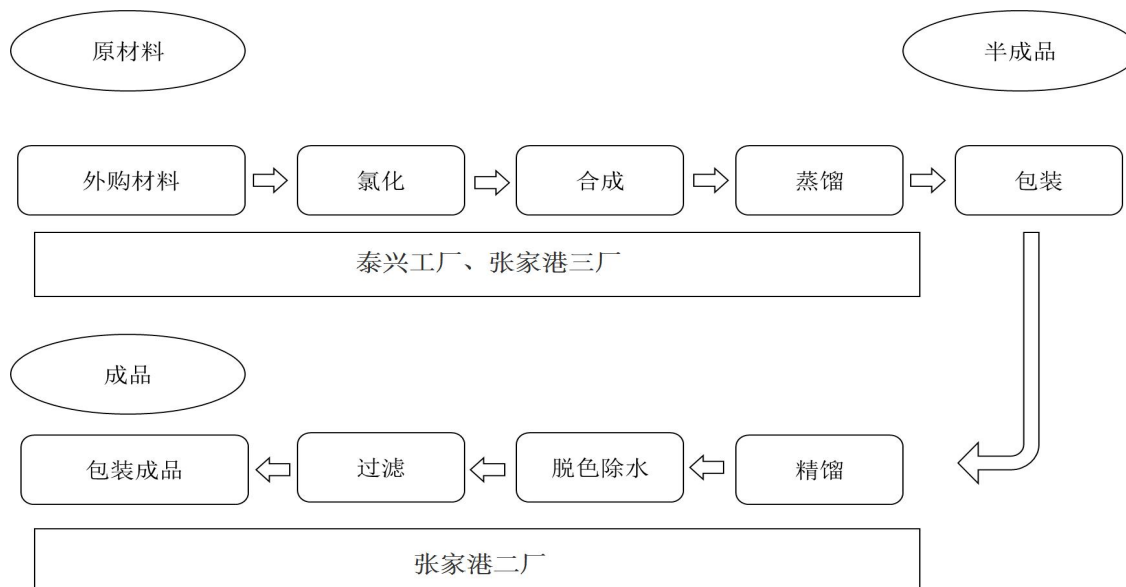 原材料
半成品
外购材料
氯化
合成
蒸馏
包装
泰兴工厂、张家港三厂
成品
包装成品
过滤
脱色除水
精馏
张家港二厂